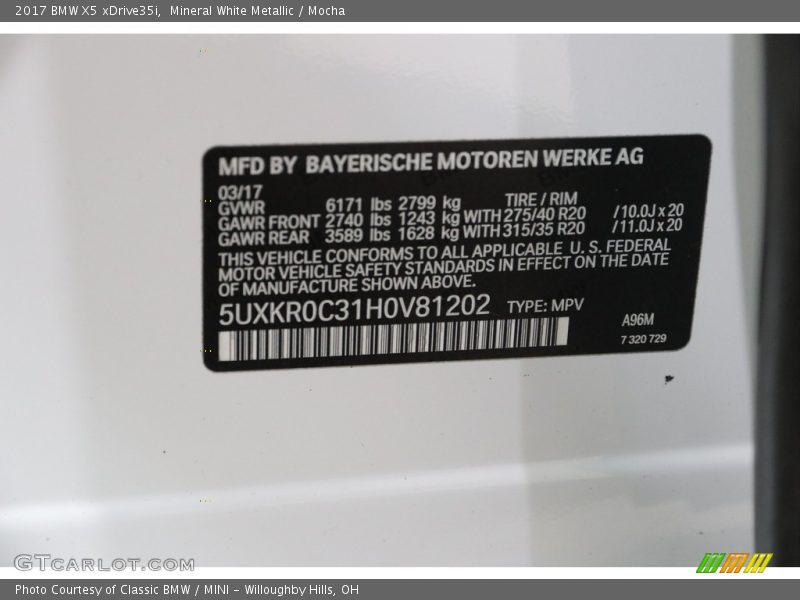 2017 BMW X5 xDrive35i,  Mineral White Metallic / Mocha
MFD BY BAYERISCHE MOTOREN WERKE AG
03/17
GVWR 6171 lbs 2799 kg TIRE / RIM
GAWR FRONT 2740 lbs 1243 kg WITH 275/40 R20 /10.0J x 20
GAWR REAR 3589 lbs 1628 kg WITH 315/35 R20 /11.0J x 20
THIS VEHICLE CONFORMS TO ALL APPLICABLE U. S. FEDERAL
MOTOR VEHICLE SAFETY STANDARDS IN EFFECT ON THE DATE
OF MANUFACTURE SHOWN ABOVE.
5UXKR0C31H0V81202 TYPE: MPV
A96M
7 320 729
GTCARLOT.COM
Photo Courtesy of Classic BMW / MINI - Willoughby Hills, OH